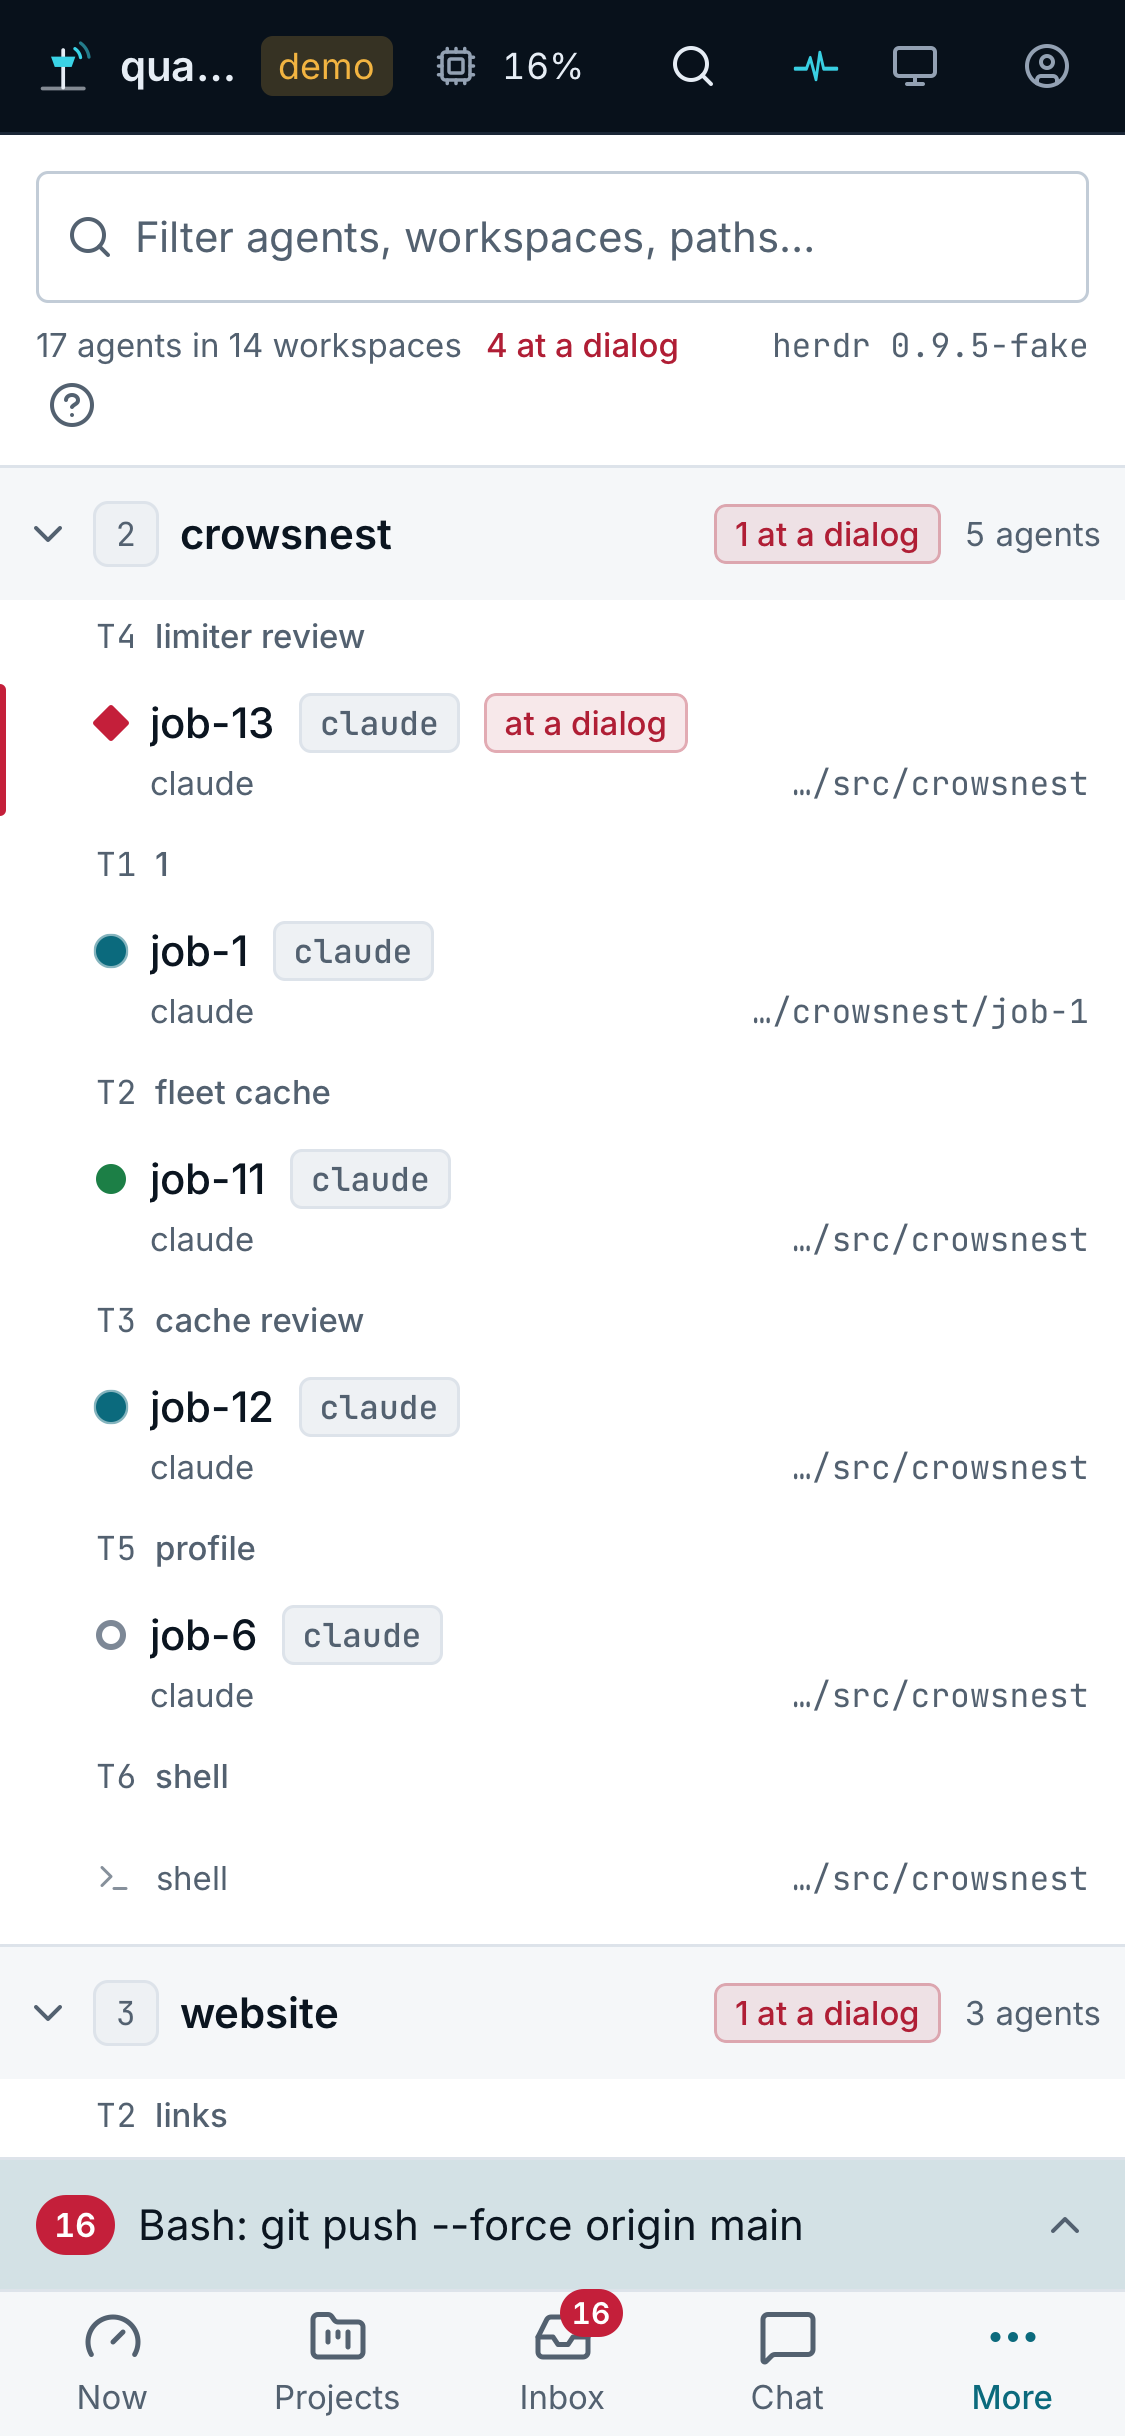 qua... demo 16%
Filter agents, workspaces, paths...
17 agents in 14 workspaces 4 at a dialog herdr 0.9.5-fake
?
2 crowsnest 1 at a dialog 5 agents
T4 limiter review
job-13 claude at a dialog
claude …/src/crowsnest
T1 1
job-1 claude
claude …/crowsnest/job-1
T2 fleet cache
job-11 claude
claude …/src/crowsnest
T3 cache review
job-12 claude
claude …/src/crowsnest
T5 profile
job-6 claude
claude …/src/crowsnest
T6 shell
shell …/src/crowsnest
3 website 1 at a dialog 3 agents
T2 links
16 Bash: git push --force origin main
16
Now Projects Inbox Chat More